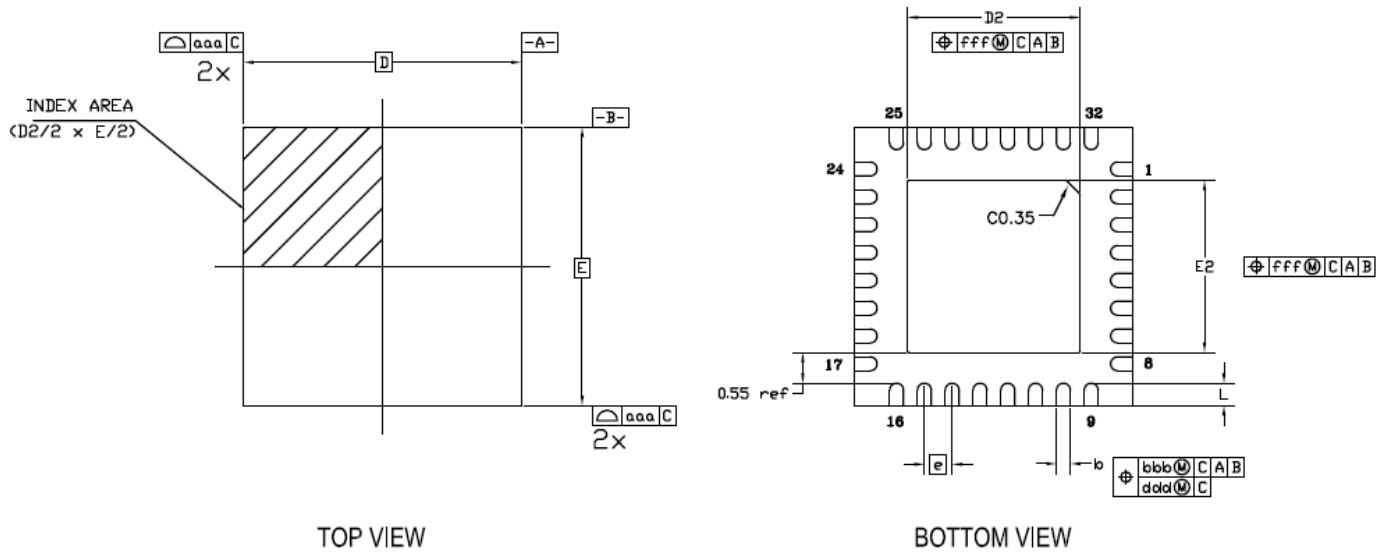 aaa C
2x
D
-A-
INDEX AREA
(D2/2 x E/2)
-B-
E
aaa C
2x
TOP VIEW
D2
fff Ⓜ C A B
25
32
24
1
C0.35
E2
fff Ⓜ C A B
17
8
0.55 ref
L
16
9
e
b
bbb Ⓜ C A B
ddd Ⓜ C
BOTTOM VIEW